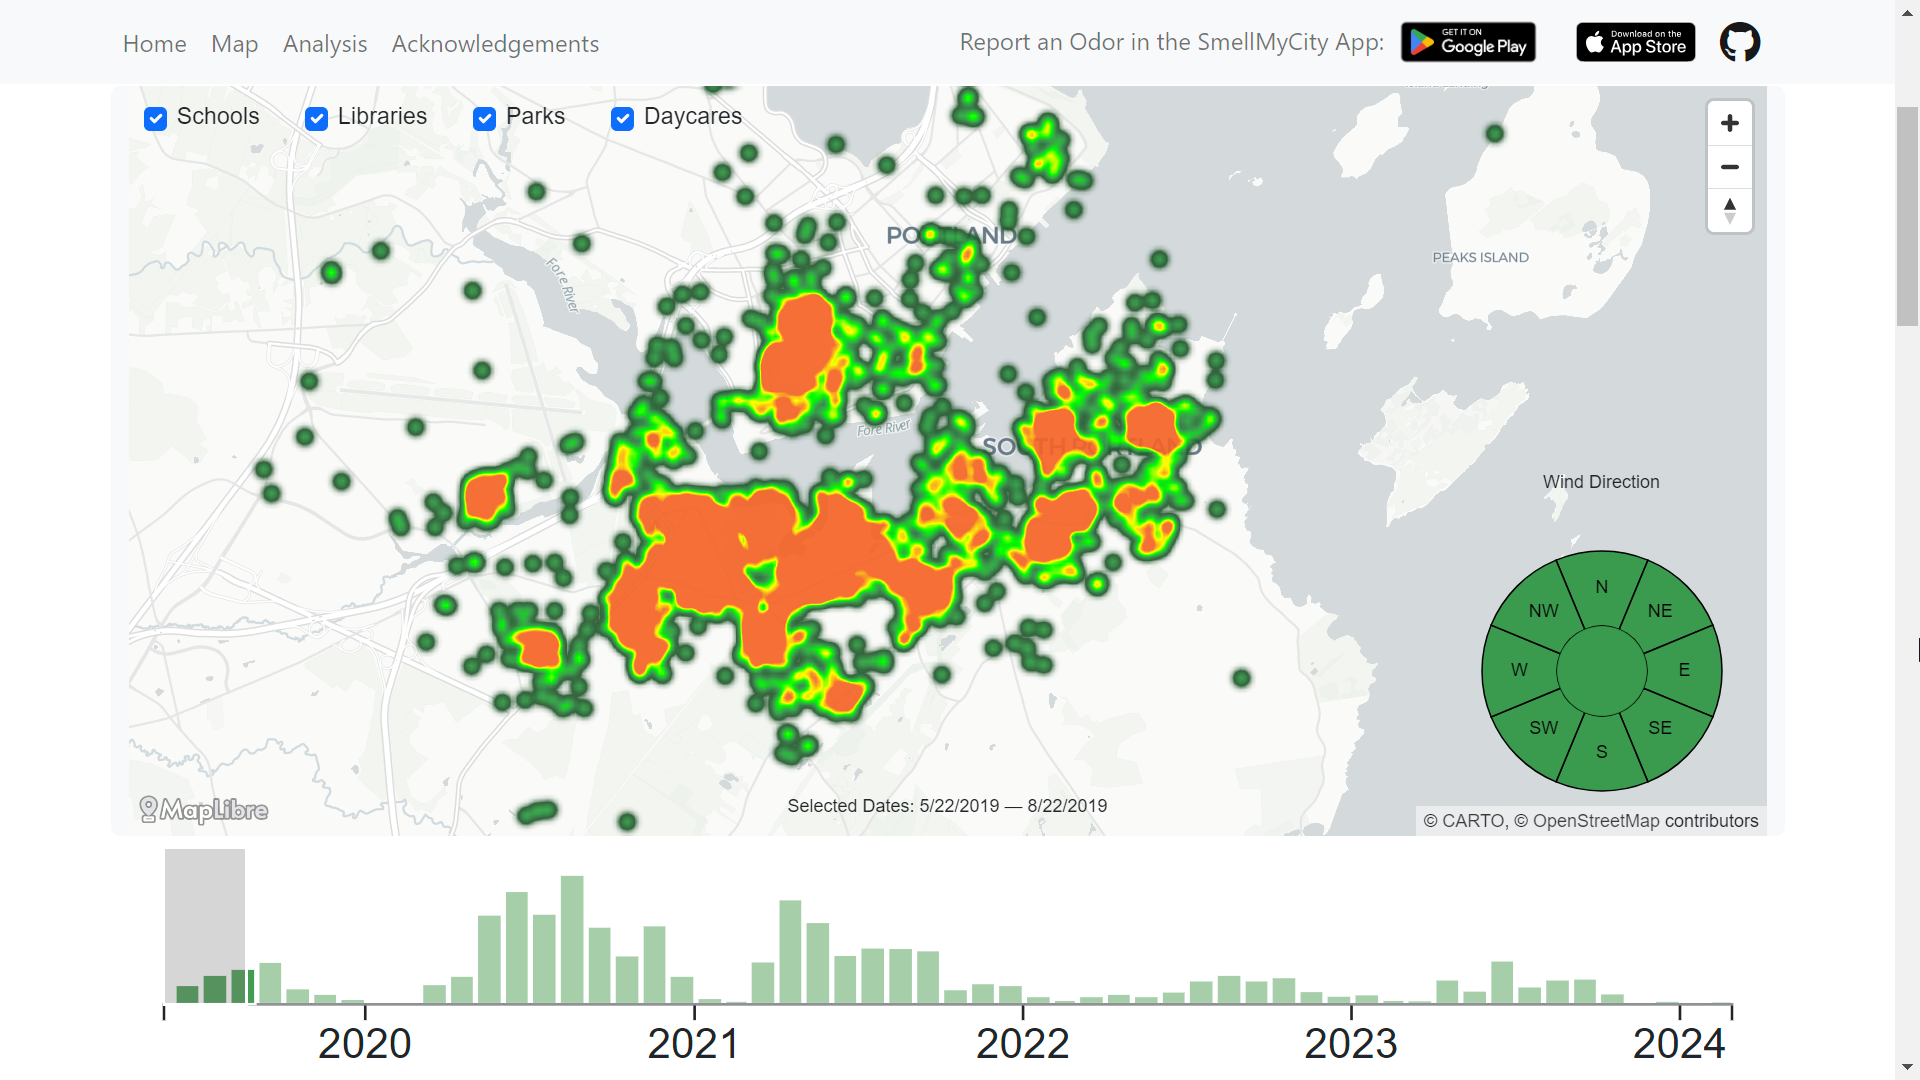 Home Map Analysis Acknowledgements
Report an Odor in the SmellMyCity App:
GET IT ON
Google Play
Download on the
App Store
Schools Libraries Parks Daycares
PORTLAND
PEAKS ISLAND
Fore River
Fore River
SOUTH PORTLAND
Wind Direction
N
NW NE
W E
SW SE
S
MapLibre
Selected Dates: 5/22/2019 — 8/22/2019
© CARTO, © OpenStreetMap contributors
2020 2021 2022 2023 2024